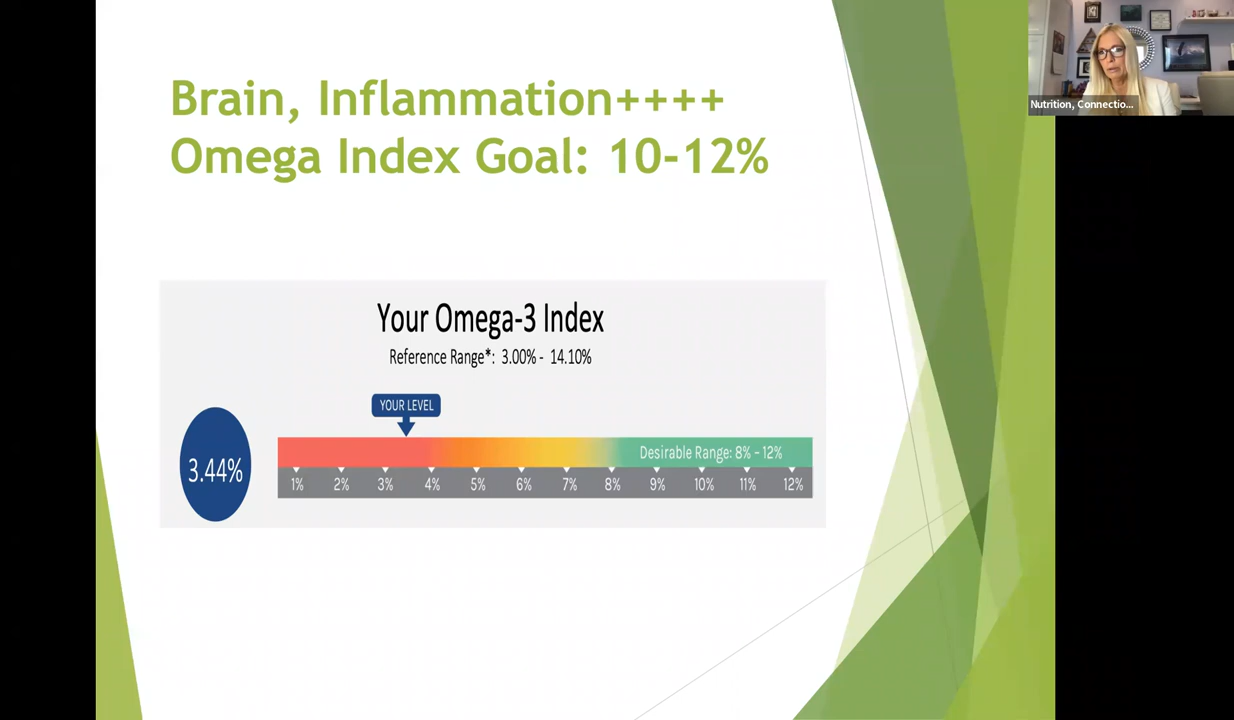 Brain, Inflammation++++
Omega Index Goal: 10-12%
Nutrition, Connectio...
Your Omega-3 Index
Reference Range*: 3.00% - 14.10%
YOUR LEVEL
3.44%
Desirable Range: 8% - 12%
1% 2% 3% 4% 5% 6% 7% 8% 9% 10% 11% 12%